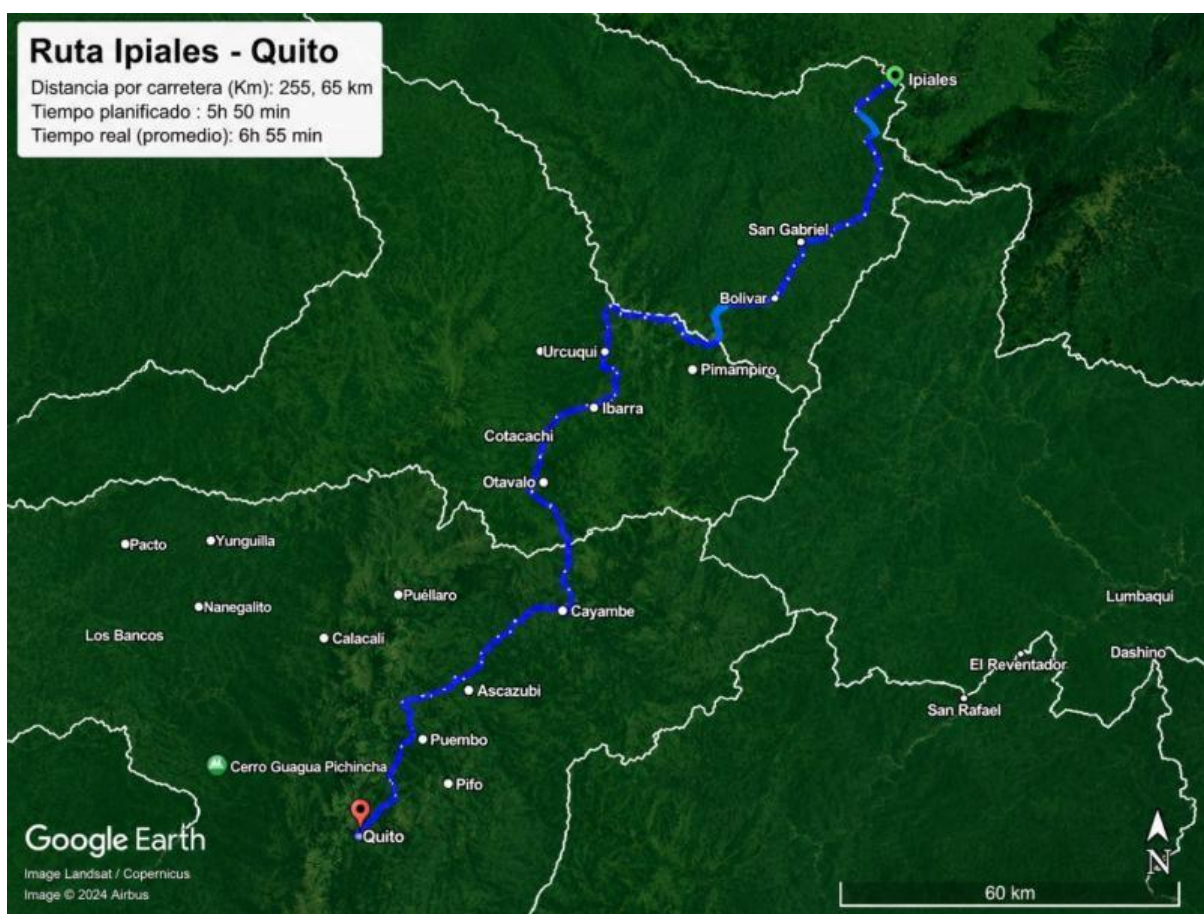 Ruta Ipiales - Quito
Distancia por carretera (Km): 255, 65 km
Tiempo planificado : 5h 50 min
Tiempo real (promedio): 6h 55 min
Ipiales
San Gabriel
Bolivar
Urcuqui
Pimampiro
Ibarra
Cotacachi
Otavalo
Pacto
Yunguilla
Puéllaro
Nanegalito
Cayambe
Lumbaqui
Los Bancos
Calacalí
El Reventador
Dashino
Ascazubi
San Rafael
Puembo
Cerro Guagua Pichincha
Pifo
Quito
Google Earth
Image Landsat / Copernicus
Image © 2024 Airbus
N
60 km